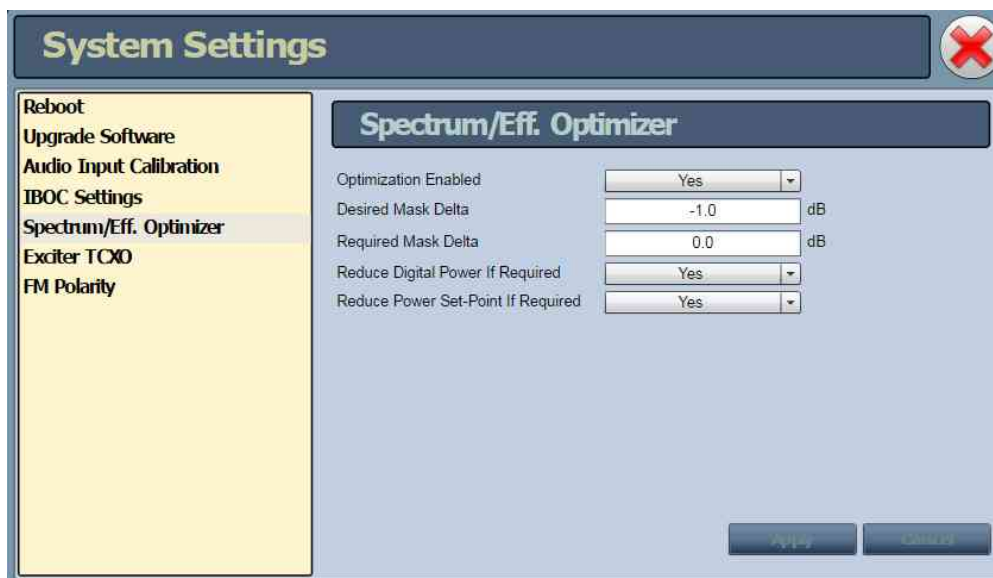 System Settings
Reboot
Upgrade Software
Audio Input Calibration
IBOC Settings
Spectrum/Eff. Optimizer
Exciter TCXO
FM Polarity
Spectrum/Eff. Optimizer
Optimization Enabled Yes
Desired Mask Delta -1.0 dB
Required Mask Delta 0.0 dB
Reduce Digital Power If Required Yes
Reduce Power Set-Point If Required Yes
Apply Cancel